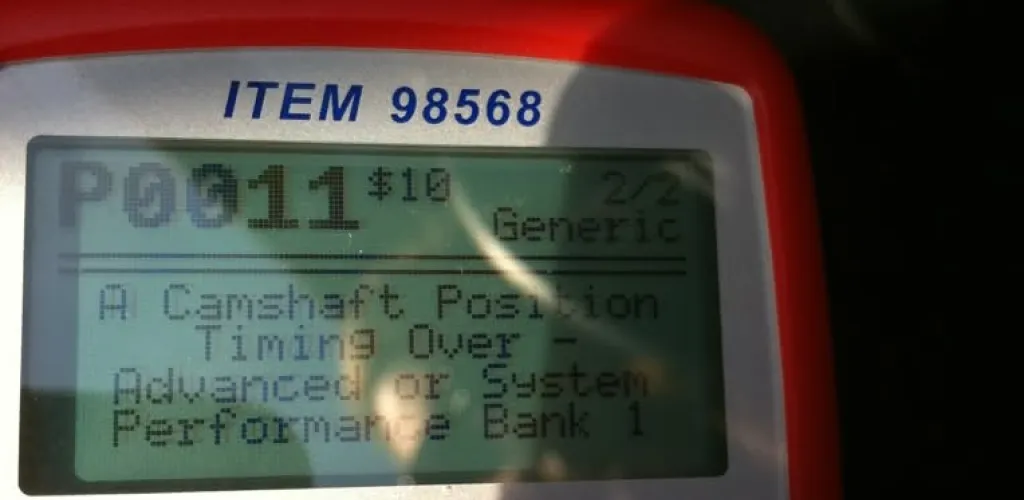 ITEM 98568
P0011 $10 2/2
Generic
A Camshaft Position
Timing Over -
Advanced or System
Performance Bank 1